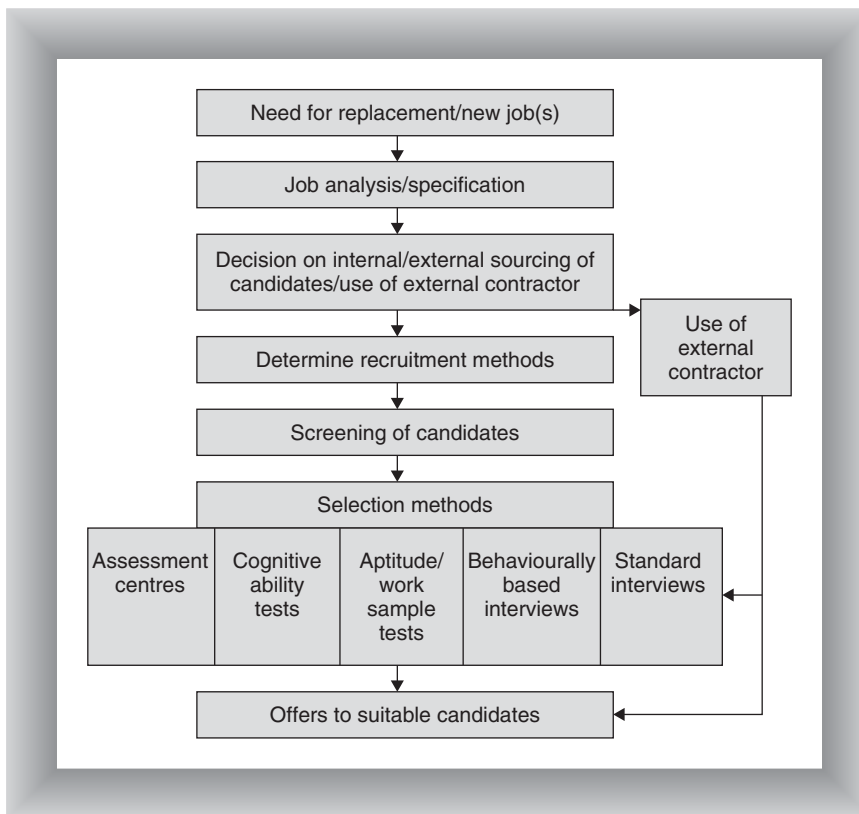 Need for replacement/new job(s)
Job analysis/specification
Decision on internal/external sourcing of
candidates/use of external contractor
Use of
external
contractor
Determine recruitment methods
Screening of candidates
Selection methods
Assessment
centres
Cognitive
ability
tests
Aptitude/
work
sample
tests
Behaviourally
based
interviews
Standard
interviews
Offers to suitable candidates